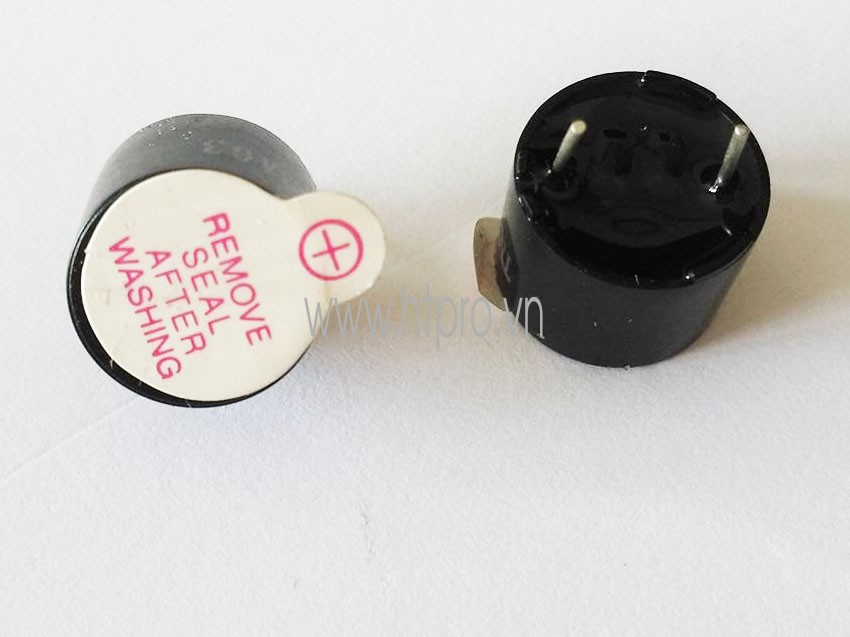 REMOVE
SEAL
AFTER
WASHING
+
www.htpro.vn